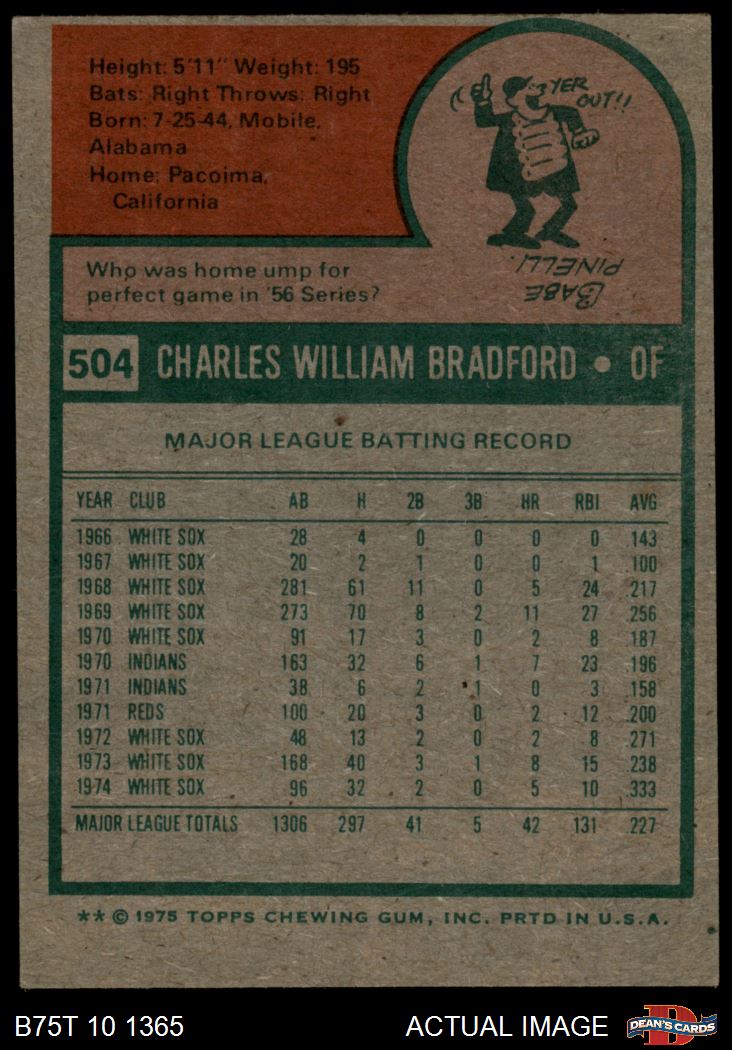 Height: 5'11" Weight: 195
Bats: Right Throws: Right
Born: 7-25-44, Mobile,
Alabama
Home: Pacoima,
California
YER
OUT!!
Who was home ump for
perfect game in '56 Series?
BABE
PINELLI.
504 CHARLES WILLIAM BRADFORD • OF
MAJOR LEAGUE BATTING RECORD
YEAR CLUB AB H 2B 3B HR RBI AVG
1966 WHITE SOX 28 4 0 0 0 0 .143
1967 WHITE SOX 20 2 1 0 0 1 .100
1968 WHITE SOX 281 61 11 0 5 24 .217
1969 WHITE SOX 273 70 8 2 11 27 .256
1970 WHITE SOX 91 17 3 0 2 8 .187
1970 INDIANS 163 32 6 1 7 23 .196
1971 INDIANS 38 6 2 1 0 3 .158
1971 REDS 100 20 3 0 2 12 .200
1972 WHITE SOX 48 13 2 0 2 8 .271
1973 WHITE SOX 168 40 3 1 8 15 .238
1974 WHITE SOX 96 32 2 0 5 10 .333
MAJOR LEAGUE TOTALS 1306 297 41 5 42 131 .227
** © 1975 TOPPS CHEWING GUM, INC. PRTD IN U.S.A.
B75T 10 1365 ACTUAL IMAGE D DEAN'S CARDS